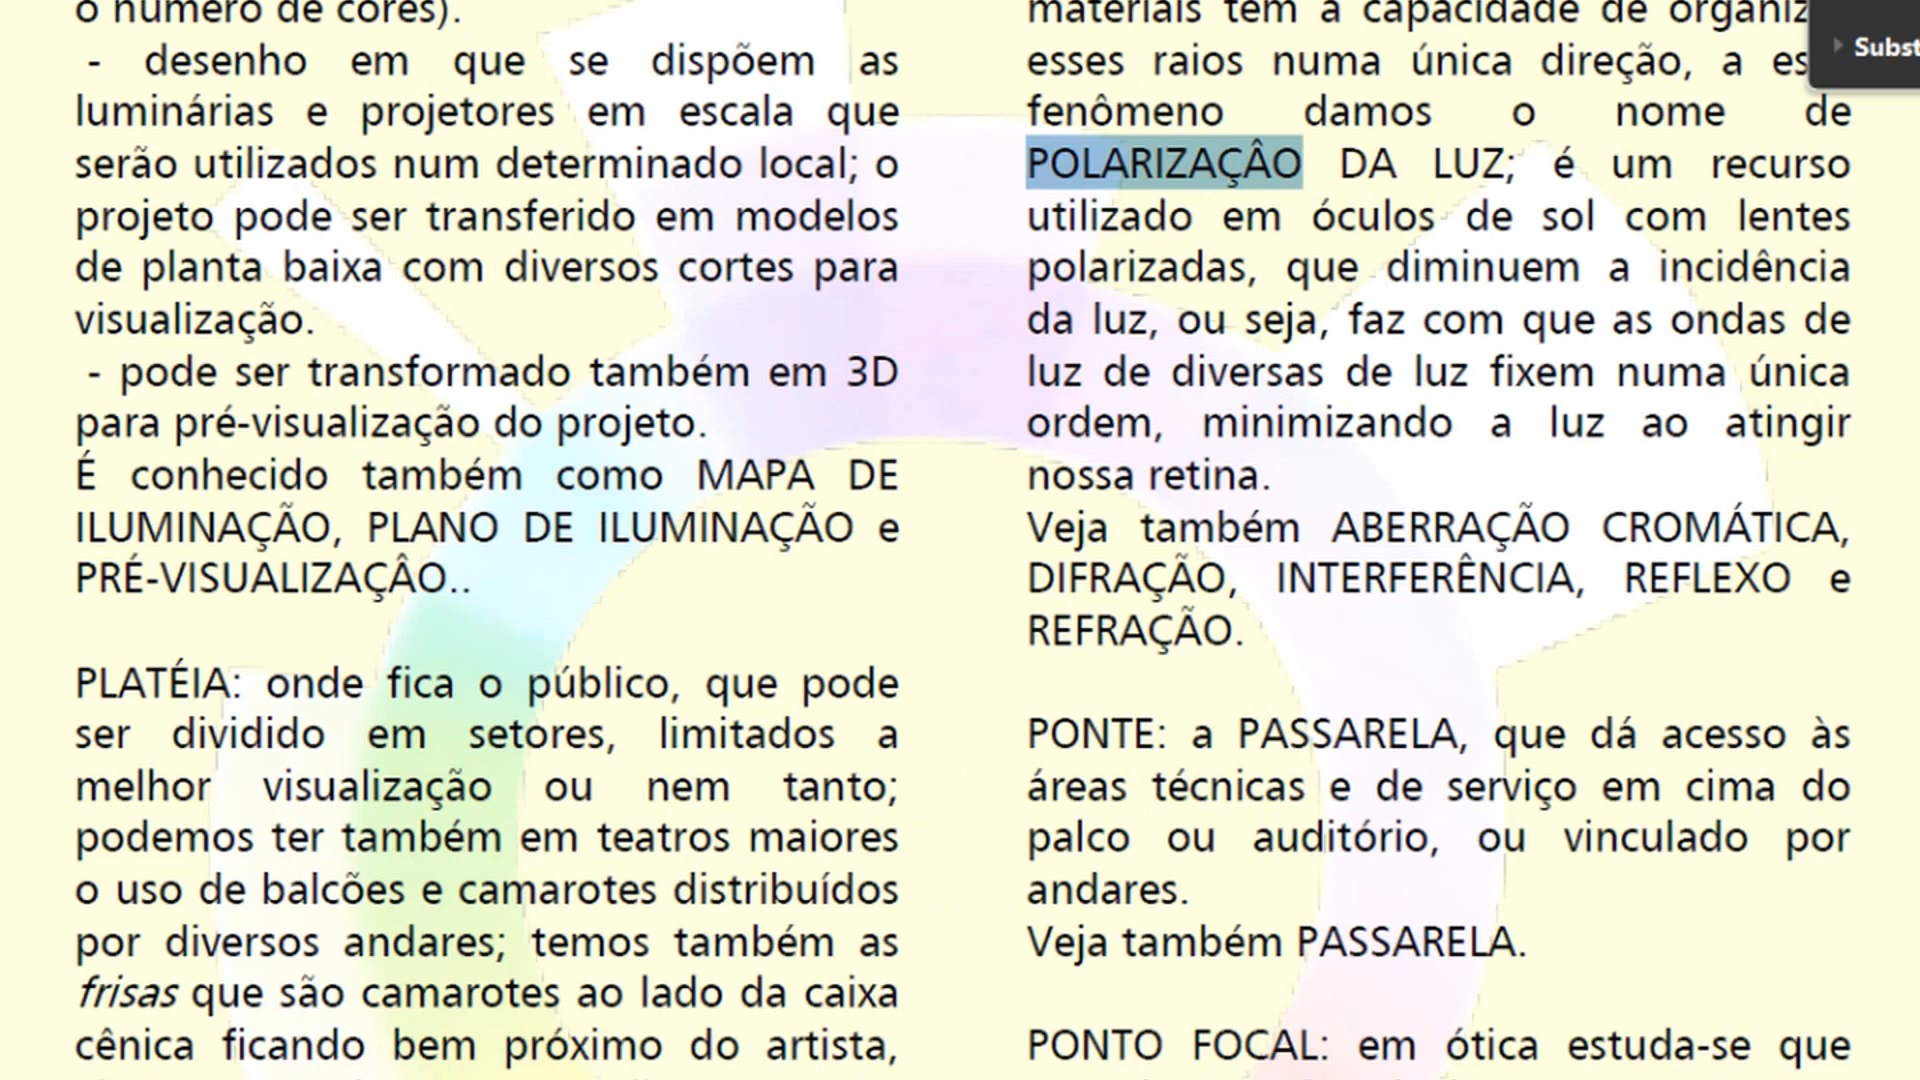 o número de cores).
- desenho em que se dispõem as
luminárias e projetores em escala que
serão utilizados num determinado local; o
projeto pode ser transferido em modelos
de planta baixa com diversos cortes para
visualização.
- pode ser transformado também em 3D
para pré-visualização do projeto.
É conhecido também como MAPA DE
ILUMINAÇÃO, PLANO DE ILUMINAÇÃO e
PRÉ-VISUALIZAÇÂO..
PLATÉIA: onde fica o público, que pode
ser dividido em setores, limitados a
melhor visualização ou nem tanto;
podemos ter também em teatros maiores
o uso de balcões e camarotes distribuídos
por diversos andares; temos também as
frisas que são camarotes ao lado da caixa
cênica ficando bem próximo do artista,
materiais tem a capacidade de organiz
esses raios numa única direção, a es
fenômeno damos o nome de
POLARIZAÇÂO DA LUZ; é um recurso
utilizado em óculos de sol com lentes
polarizadas, que diminuem a incidência
da luz, ou seja, faz com que as ondas de
luz de diversas de luz fixem numa única
ordem, minimizando a luz ao atingir
nossa retina.
Veja também ABERRAÇÃO CROMÁTICA,
DIFRAÇÃO, INTERFERÊNCIA, REFLEXO e
REFRAÇÃO.
PONTE: a PASSARELA, que dá acesso às
áreas técnicas e de serviço em cima do
palco ou auditório, ou vinculado por
andares.
Veja também PASSARELA.
PONTO FOCAL: em ótica estuda-se que
Subst